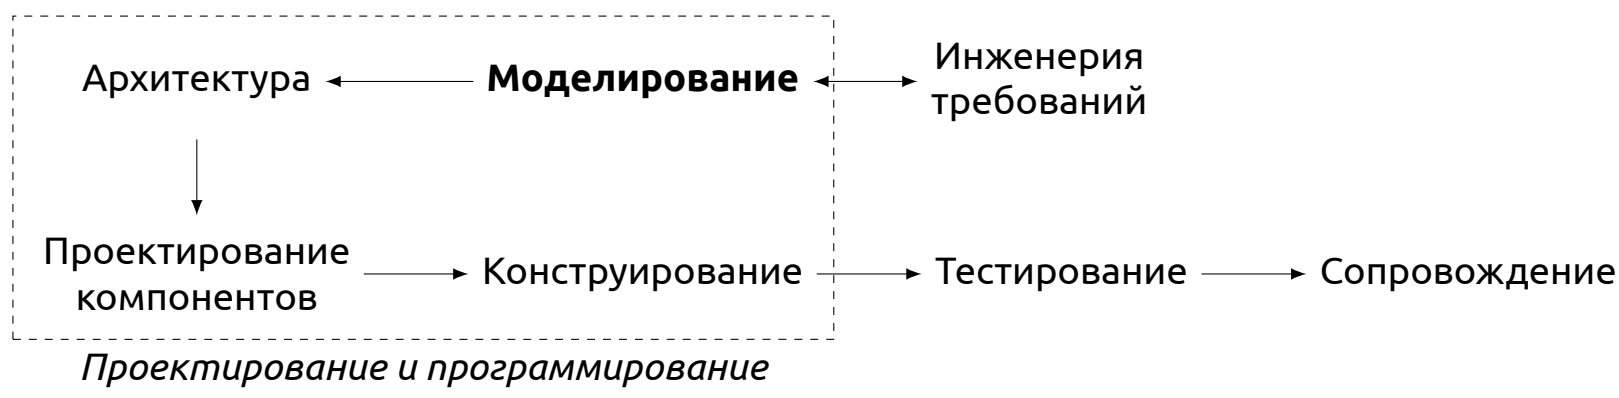 Архитектура
Моделирование
Инженерия
требований
Проектирование
компонентов
Конструирование
Тестирование
Сопровождение
Проектирование и программирование